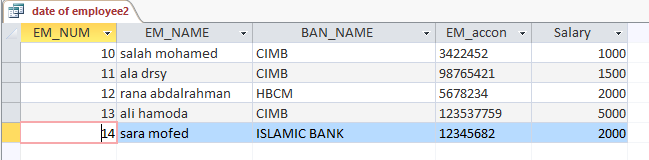 date of employee2
EM_NUM EM_NAME BAN_NAME EM_accon Salary
10 salah mohamed CIMB 3422452 1000
11 ala drsy CIMB 98765421 1500
12 rana abdalrahman HBCM 5678234 2000
13 ali hamoda CIMB 123537759 5000
14 sara mofed ISLAMIC BANK 12345682 2000